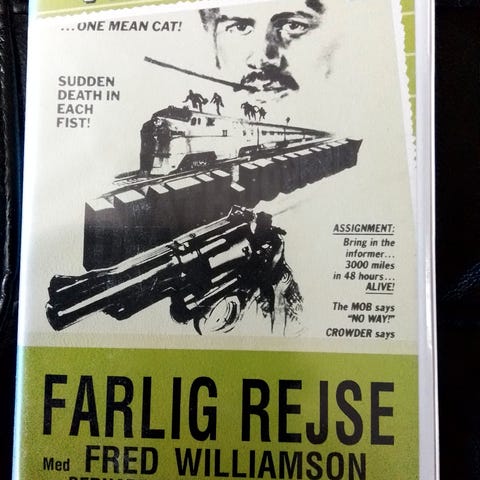 ...ONE MEAN CAT!
SUDDEN
DEATH IN
EACH
FIST!
ASSIGNMENT:
Bring in the
informer...
3000 miles
in 48 hours...
ALIVE!
The MOB says
"NO WAY!"
CROWDER says
FARLIG REJSE
Med FRED WILLIAMSON